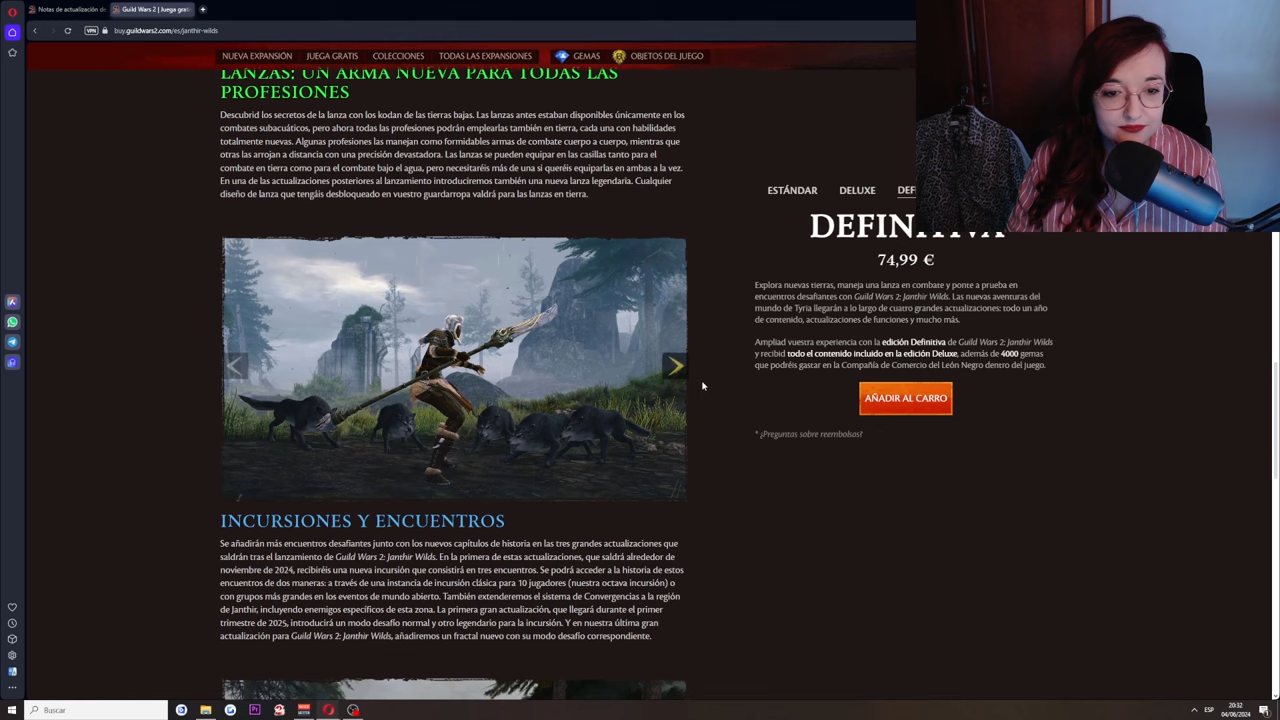 Notas de actualización de
Guild Wars 2 | Juega grat
VPN
buy.guildwars2.com/es/janthir-wilds
NUEVA EXPANSIÓN
JUEGA GRATIS
COLECCIONES
TODAS LAS EXPANSIONES
GEMAS
OBJETOS DEL JUEGO
LANZAS: UN ARMA NUEVA PARA TODAS LAS
PROFESIONES
Descubrid los secretos de la lanza con los kodan de las tierras bajas. Las lanzas antes estaban disponibles únicamente en los
combates subacuáticos, pero ahora todas las profesiones podrán emplearlas también en tierra, cada una con habilidades
totalmente nuevas. Algunas profesiones las manejan como formidables armas de combate cuerpo a cuerpo, mientras que
otras las arrojan a distancia con una precisión devastadora. Las lanzas se pueden equipar en las casillas tanto para el
combate en tierra como para el combate bajo el agua, pero necesitaréis más de una si queréis equiparlas en ambas a la vez.
En una de las actualizaciones posteriores al lanzamiento introduciremos también una nueva lanza legendaria. Cualquier
diseño de lanza que tengáis desbloqueado en vuestro guardarropa valdrá para las lanzas en tierra.
INCURSIONES Y ENCUENTROS
Se añadirán más encuentros desafiantes junto con los nuevos capítulos de historia en las tres grandes actualizaciones que
saldrán tras el lanzamiento de Guild Wars 2: Janthir Wilds. En la primera de estas actualizaciones, que saldrá alrededor de
noviembre de 2024, recibiréis una nueva incursión que consistirá en tres encuentros. Se podrá acceder a la historia de estos
encuentros de dos maneras: a través de una instancia de incursión clásica para 10 jugadores (nuestra octava incursión) o
con grupos más grandes en los eventos de mundo abierto. También extenderemos el sistema de Convergencias a la región
de Janthir, incluyendo enemigos específicos de esta zona. La primera gran actualización, que llegará durante el primer
trimestre de 2025, introducirá un modo desafío normal y otro legendario para la incursión. Y en nuestra última gran
actualización para Guild Wars 2: Janthir Wilds, añadiremos un fractal nuevo con su modo desafío correspondiente.
ESTÁNDAR
DELUXE
DEF
DEFINITIVA
74,99 €
Explora nuevas tierras, maneja una lanza en combate y ponte a prueba en
encuentros desafiantes con Guild Wars 2: Janthir Wilds. Las nuevas aventuras del
mundo de Tyria llegarán a lo largo de cuatro grandes actualizaciones: todo un año
de contenido, actualizaciones de funciones y mucho más.
Ampliad vuestra experiencia con la edición Definitiva de Guild Wars 2: Janthir Wilds
y recibid todo el contenido incluido en la edición Deluxe, además de 4000 gemas
que podréis gastar en la Compañía de Comercio del León Negro dentro del juego.
AÑADIR AL CARRO
* ¿Preguntas sobre reembolsos?
Buscar
ESP
20:32
04/06/2024